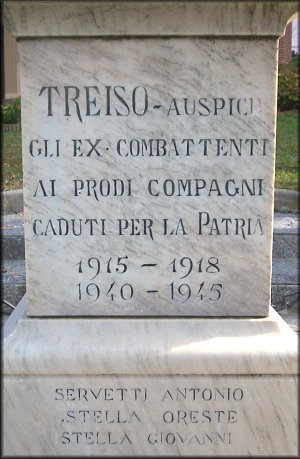 TREISO - AUSPICI
GLI EX · COMBATTENTI
AI PRODI COMPAGNI
CADUTI PER LA PATRIA
1915 - 1918
1940 - 1945
SERVETTI ANTONIO
STELLA ORESTE
STELLA GIOVANNI